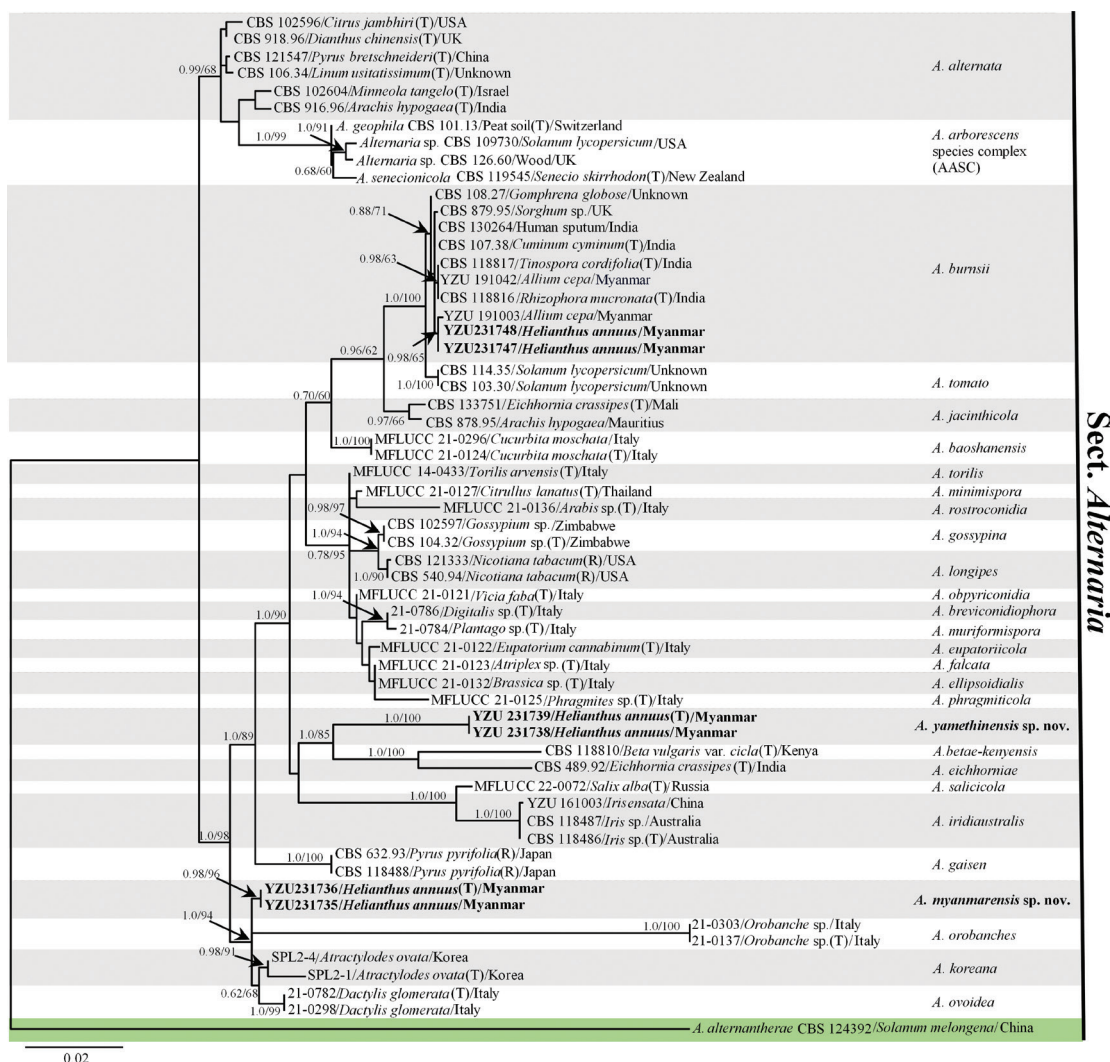 CBS 102596/Citrus jambhiri(T)/USA
CBS 918.96/Dianthus chinensis(T)/UK
CBS 121547/Pyrus bretschneideri(T)/China
CBS 106.34/Linum usitatissimum(T)/Unknown
0.99/68
A. alternata
CBS 102604/Minneola tangelo(T)/Israel
CBS 916.96/Arachis hypogaea(T)/India
1.0/91
A. geophila CBS 101.13/Peat soil(T)/Switzerland
1.0/99
Alternaria sp. CBS 109730/Solanum lycopersicum/USA
Alternaria sp. CBS 126.60/Wood/UK
0.68/60
A. senecionicola CBS 119545/Senecio skirrhodon(T)/New Zealand
A. arborescens
species complex
(AASC)
CBS 108.27/Gomphrena globose/Unknown
0.88/71
CBS 879.95/Sorghum sp./UK
CBS 130264/Human sputum/India
CBS 107.38/Cuminum cyminum(T)/India
0.98/63
CBS 118817/Tinospora cordifolia(T)/India
A. burnsii
YZU 191042/Allium cepa/Myanmar
1.0/100
CBS 118816/Rhizophora mucronata(T)/India
YZU 191003/Allium cepa/Myanmar
YZU231748/Helianthus annuus/Myanmar
0.96/62
0.98/65
YZU231747/Helianthus annuus/Myanmar
CBS 114.35/Solanum lycopersicum/Unknown
1.0/100
CBS 103.30/Solanum lycopersicum/Unknown
A. tomato
0.70/60
CBS 133751/Eichhornia crassipes(T)/Mali
0.97/66
CBS 878.95/Arachis hypogaea/Mauritius
A. jacinthicola
1.0/100
MFLUCC 21-0296/Cucurbita moschata/Italy
MFLUCC 21-0124/Cucurbita moschata(T)/Italy
A. baoshanensis
MFLUCC 14-0433/Torilis arvensis(T)/Italy
A. torilis
MFLUCC 21-0127/Citrullus lanatus(T)/Thailand
A. minimispora
0.98/97
MFLUCC 21-0136/Arabis sp.(T)/Italy
A. rostroconidia
CBS 102597/Gossypium sp./Zimbabwe
1.0/94
CBS 104.32/Gossypium sp.(T)/Zimbabwe
A. gossypina
0.78/95
CBS 121333/Nicotiana tabacum(R)/USA
1.0/90
CBS 540.94/Nicotiana tabacum(R)/USA
A. longipes
1.0/94
MFLUCC 21-0121/Vicia faba(T)/Italy
A. obpyriconidia
1.0/90
21-0786/Digitalis sp.(T)/Italy
A. breviconidiophora
21-0784/Plantago sp.(T)/Italy
A. muriformispora
MFLUCC 21-0122/Eupatorium cannabinum(T)/Italy
A. eupatoriicola
MFLUCC 21-0123/Atriplex sp.(T)/Italy
A. falcata
MFLUCC 21-0132/Brassica sp.(T)/Italy
A. ellipsoidialis
MFLUCC 21-0125/Phragmites sp.(T)/Italy
A. phragmiticola
1.0/100
YZU 231739/Helianthus annuus(T)/Myanmar
YZU 231738/Helianthus annuus/Myanmar
A. yamethinensis sp. nov.
1.0/89
1.0/85
1.0/100
CBS 118810/Beta vulgaris var. cicla(T)/Kenya
A.betae-kenyensis
CBS 489.92/Eichhornia crassipes(T)/India
A. eichhorniae
MFLUCC 22-0072/Salix alba(T)/Russia
A. salicicola
1.0/100
YZU 161003/Irisensata/China
1.0/100
CBS 118487/Iris sp./Australia
CBS 118486/Iris sp.(T)/Australia
A. iridiaustralis
1.0/98
1.0/100
CBS 632.93/Pyrus pyrifolia(R)/Japan
CBS 118488/Pyrus pyrifolia(R)/Japan
A. gaisen
0.98/96
YZU231736/Helianthus annuus(T)/Myanmar
YZU231735/Helianthus annuus/Myanmar
A. myanmarensis sp. nov.
1.0/94
1.0/100
21-0303/Orobanche sp./Italy
21-0137/Orobanche sp.(T)/Italy
A. orobanches
0.98/91
SPL2-4/Atractylodes ovata/Korea
SPL2-1/Atractylodes ovata(T)/Korea
A. koreana
0.62/68
21-0782/Dactylis glomerata(T)/Italy
1.0/99
21-0298/Dactylis glomerata/Italy
A. ovoidea
A. alternantherae CBS 124392/Solanum melongena/China
0.02
Sect. Alternaria